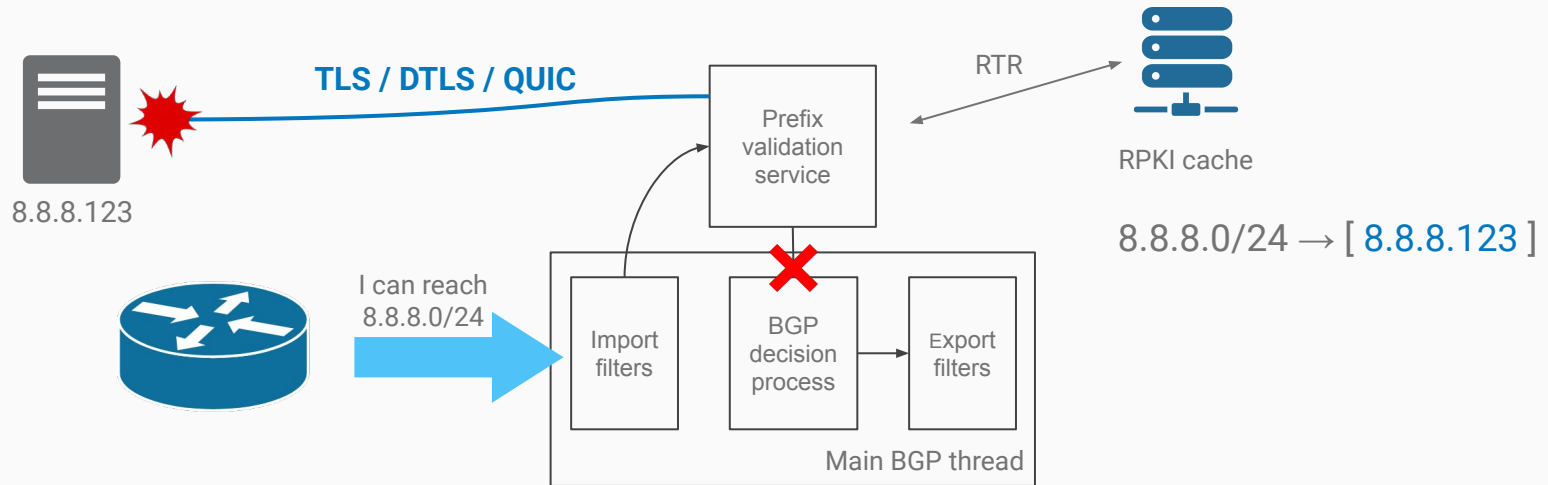 TLS / DTLS / QUIC
RTR
Prefix
validation
service
RPKI cache
8.8.8.123
8.8.8.0/24 → [ 8.8.8.123 ]
I can reach
8.8.8.0/24
Import
filters
BGP
decision
process
Export
filters
Main BGP thread